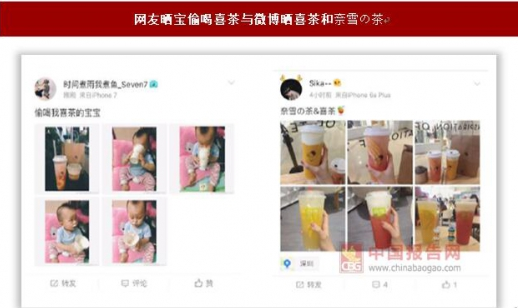 网友晒宝偷喝喜茶与微博晒喜茶和奈雪の茶
时间煮雨我煮鱼_Seven7
来自iPhone 7
偷喝我喜茶的宝宝
转发
评论
赞
Sika--
4小时前 来自iPhone 6s Plus
奈雪の茶&喜茶
深圳
中国报告网
www.chinabaogao.com
转发
4
1